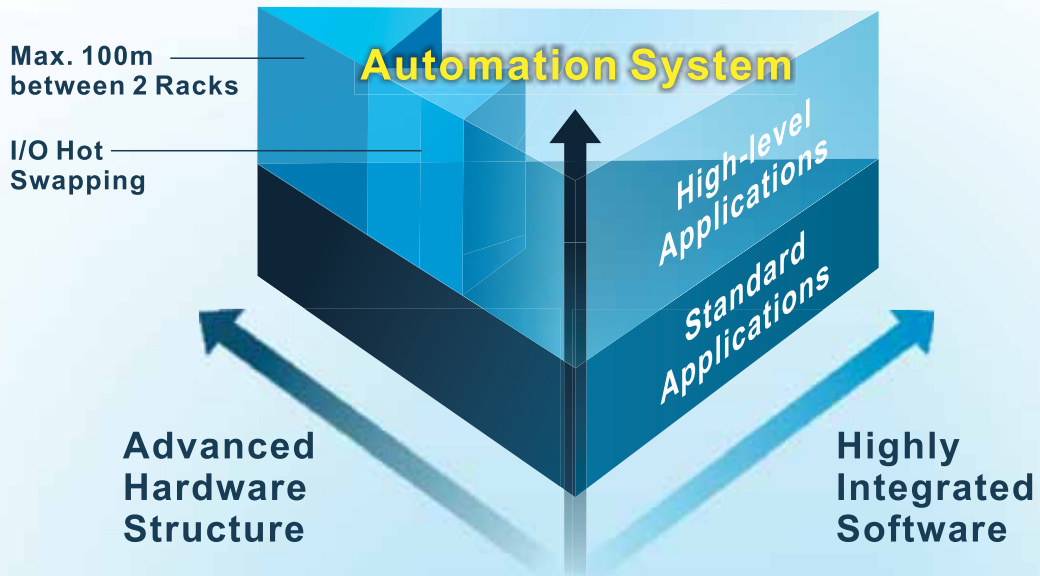 Max. 100m
between 2 Racks
I/O Hot
Swapping
Automation System
High-level
Applications
Standard
Applications
Advanced
Hardware
Structure
Highly
Integrated
Software